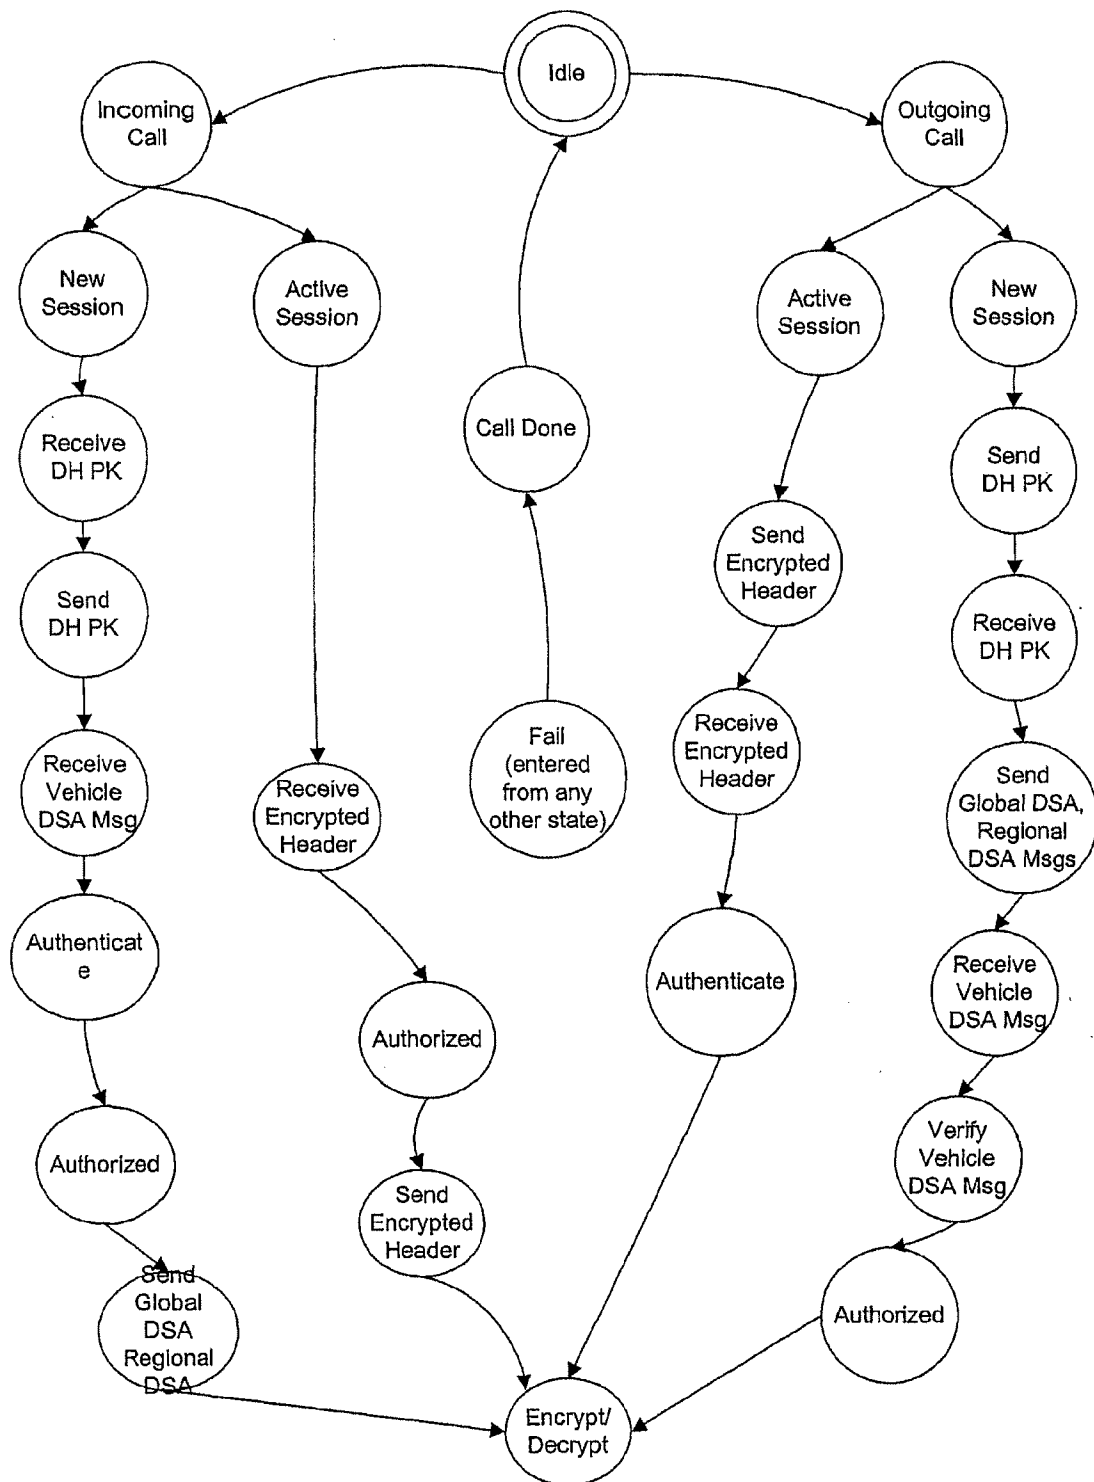 Idle
Incoming
Call
Outgoing
Call
New
Session
Active
Session
Active
Session
New
Session
Call Done
Receive
DH PK
Send
DH PK
Send
Encrypted
Header
Send
DH PK
Receive
DH PK
Receive
Vehicle
DSA Msg
Receive
Encrypted
Header
Fail
(entered
from any
other state)
Receive
Encrypted
Header
Send
Global DSA,
Regional
DSA Msgs
Authenticat
e
Authorized
Authenticate
Receive
Vehicle
DSA Msg
Authorized
Send
Encrypted
Header
Verify
Vehicle
DSA Msg
Send
Global
DSA
Regional
DSA
Authorized
Encrypt/
Decrypt